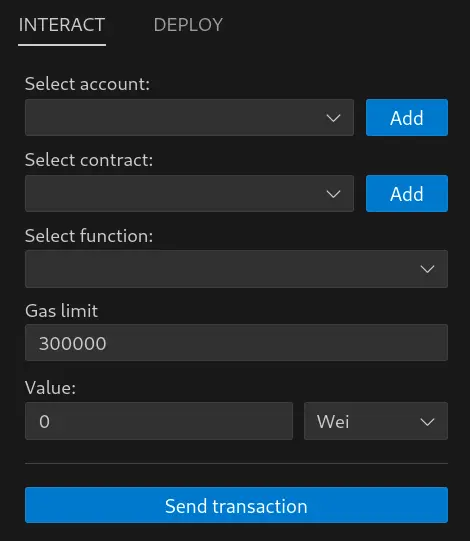 INTERACT DEPLOY
Select account:
Add
Select contract:
Add
Select function:
Gas limit
300000
Value:
0 Wei
Send transaction